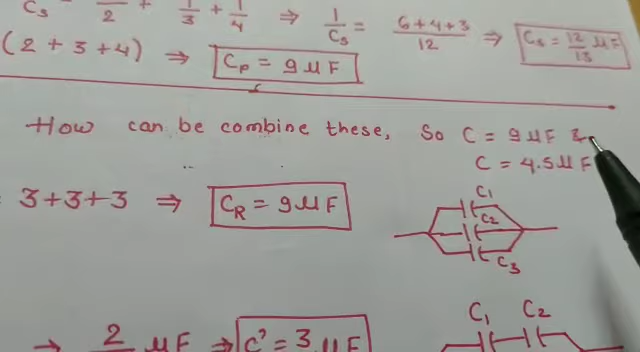 Cs 2 + 1/3 + 1/4 ⇒ 1/Cs = 6+4+3/12 ⇒ Cs = 12/13 µF
(2 + 3 + 4) ⇒ Cp = 9 µF
How can be combine these, So C = 9 µF &
C = 4.5 µF
3+3+3 ⇒ CR = 9 µF
C1
C2
C3
→ 2 µF ⇒ C' = 3 µF
C1 C2